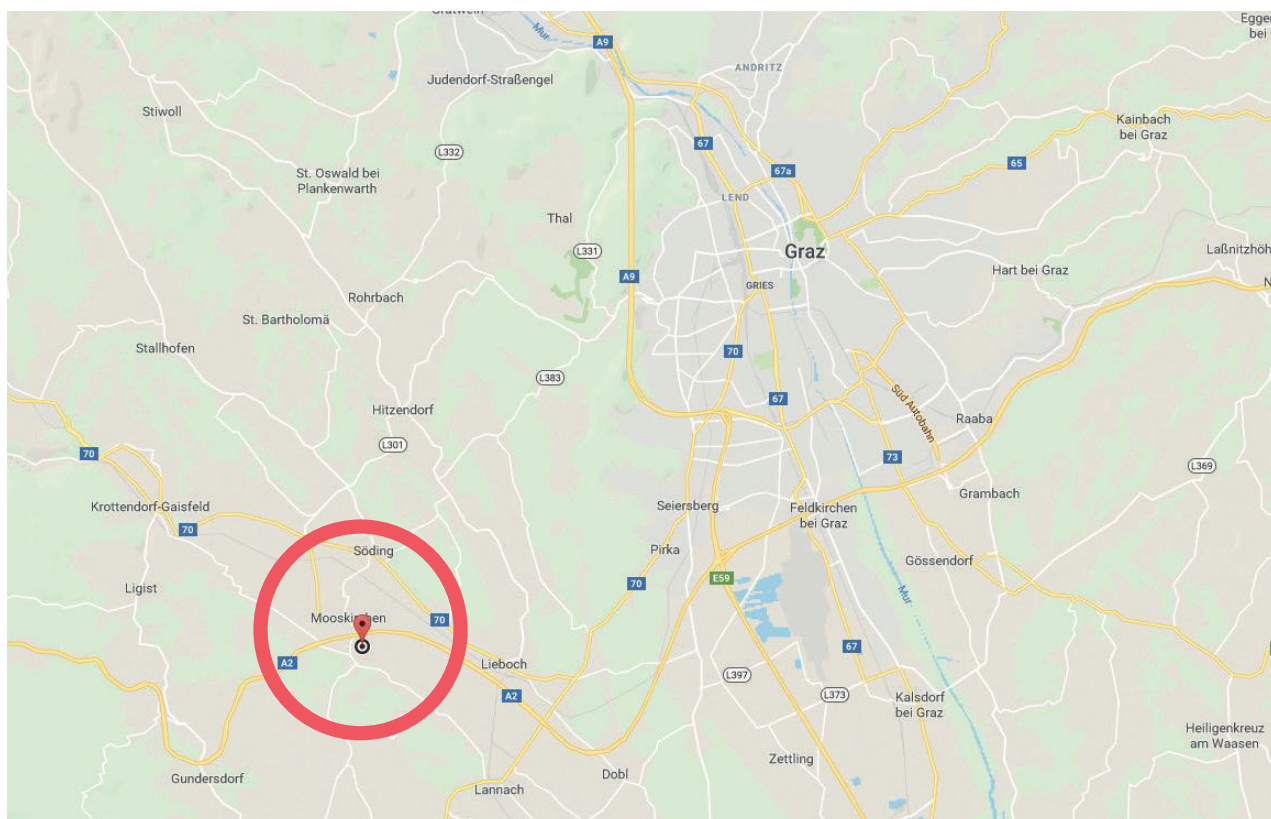 Gratwein
Mur
A9
ANDRITZ
Judendorf-Straßengel
Stiwoll
Kainbach
bei Graz
L332
67
67a
65
St. Oswald bei
Plankenwarth
LEND
Thal
L331
Graz
Laßnitzhöh
A9
Hart bei Graz
GRIES
Rohrbach
St. Bartholomä
Stallhofen
70
L383
67
Süd Autobahn
Hitzendorf
Raaba
L301
70
73
L369
Krottendorf-Gaisfeld
Seiersberg
Feldkirchen
bei Graz
Grambach
70
Söding
Pirka
Gössendorf
E59
70
Ligist
Mur
Mooskirchen
70
67
A2
Lieboch
L397
A2
L373
Kalsdorf
bei Graz
Heiligenkreuz
am Waasen
Zettling
Dobl
Gundersdorf
Lannach